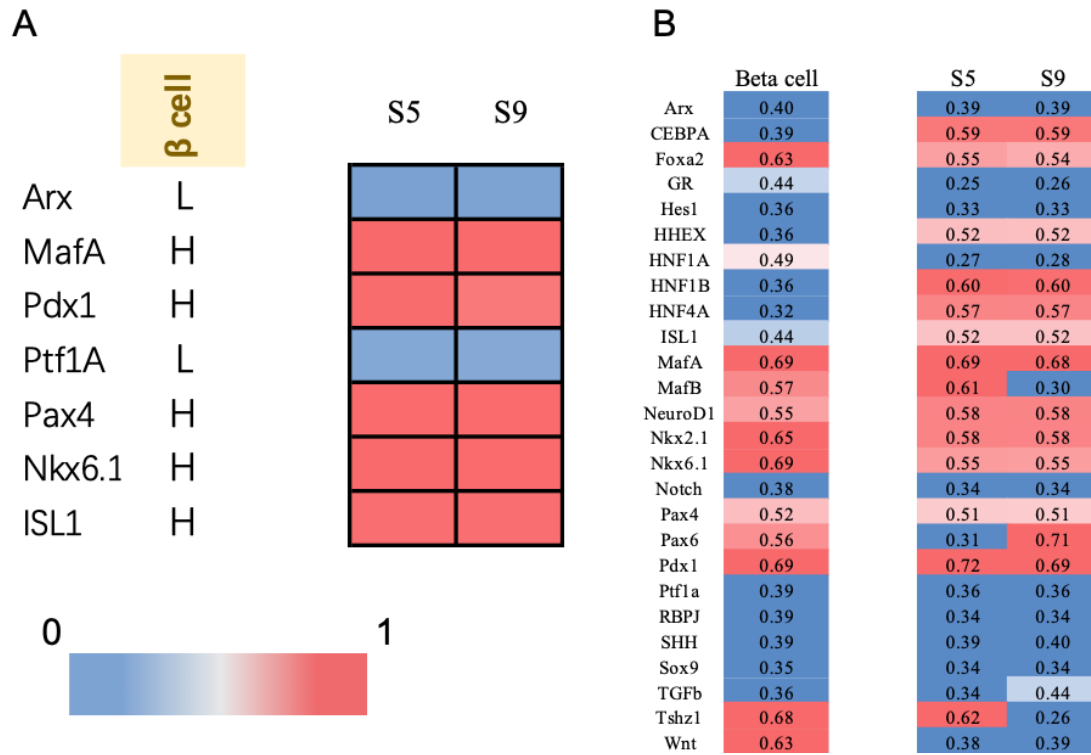 A
β cell
S5 S9
Arx L
MafA H
Pdx1 H
Ptf1A L
Pax4 H
Nkx6.1 H
ISL1 H
0 1
B
Beta cell S5 S9
Arx 0.40 0.39 0.39
CEBPA 0.39 0.59 0.59
Foxa2 0.63 0.55 0.54
GR 0.44 0.25 0.26
Hes1 0.36 0.33 0.33
HHEX 0.36 0.52 0.52
HNF1A 0.49 0.27 0.28
HNF1B 0.36 0.60 0.60
HNF4A 0.32 0.57 0.57
ISL1 0.44 0.52 0.52
MafA 0.69 0.69 0.68
MafB 0.57 0.61 0.30
NeuroD1 0.55 0.58 0.58
Nkx2.1 0.65 0.58 0.58
Nkx6.1 0.69 0.55 0.55
Notch 0.38 0.34 0.34
Pax4 0.52 0.51 0.51
Pax6 0.56 0.31 0.71
Pdx1 0.69 0.72 0.69
Ptf1a 0.39 0.36 0.36
RBPJ 0.39 0.34 0.34
SHH 0.39 0.39 0.40
Sox9 0.35 0.34 0.34
TGFb 0.36 0.34 0.44
Tshz1 0.68 0.62 0.26
Wnt 0.63 0.38 0.39